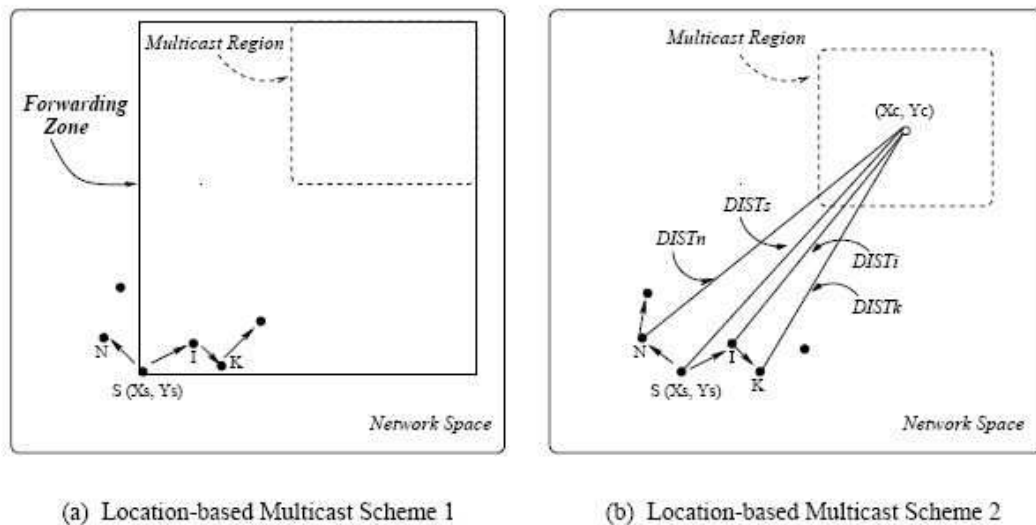 Multicast Region
Forwarding
Zone
N
I
K
S (Xs, Ys)
Network Space
(a) Location-based Multicast Scheme 1
Multicast Region
(Xc, Yc)
DISTs
DISTn
DISTi
DISTk
N
I
K
S (Xs, Ys)
Network Space
(b) Location-based Multicast Scheme 2